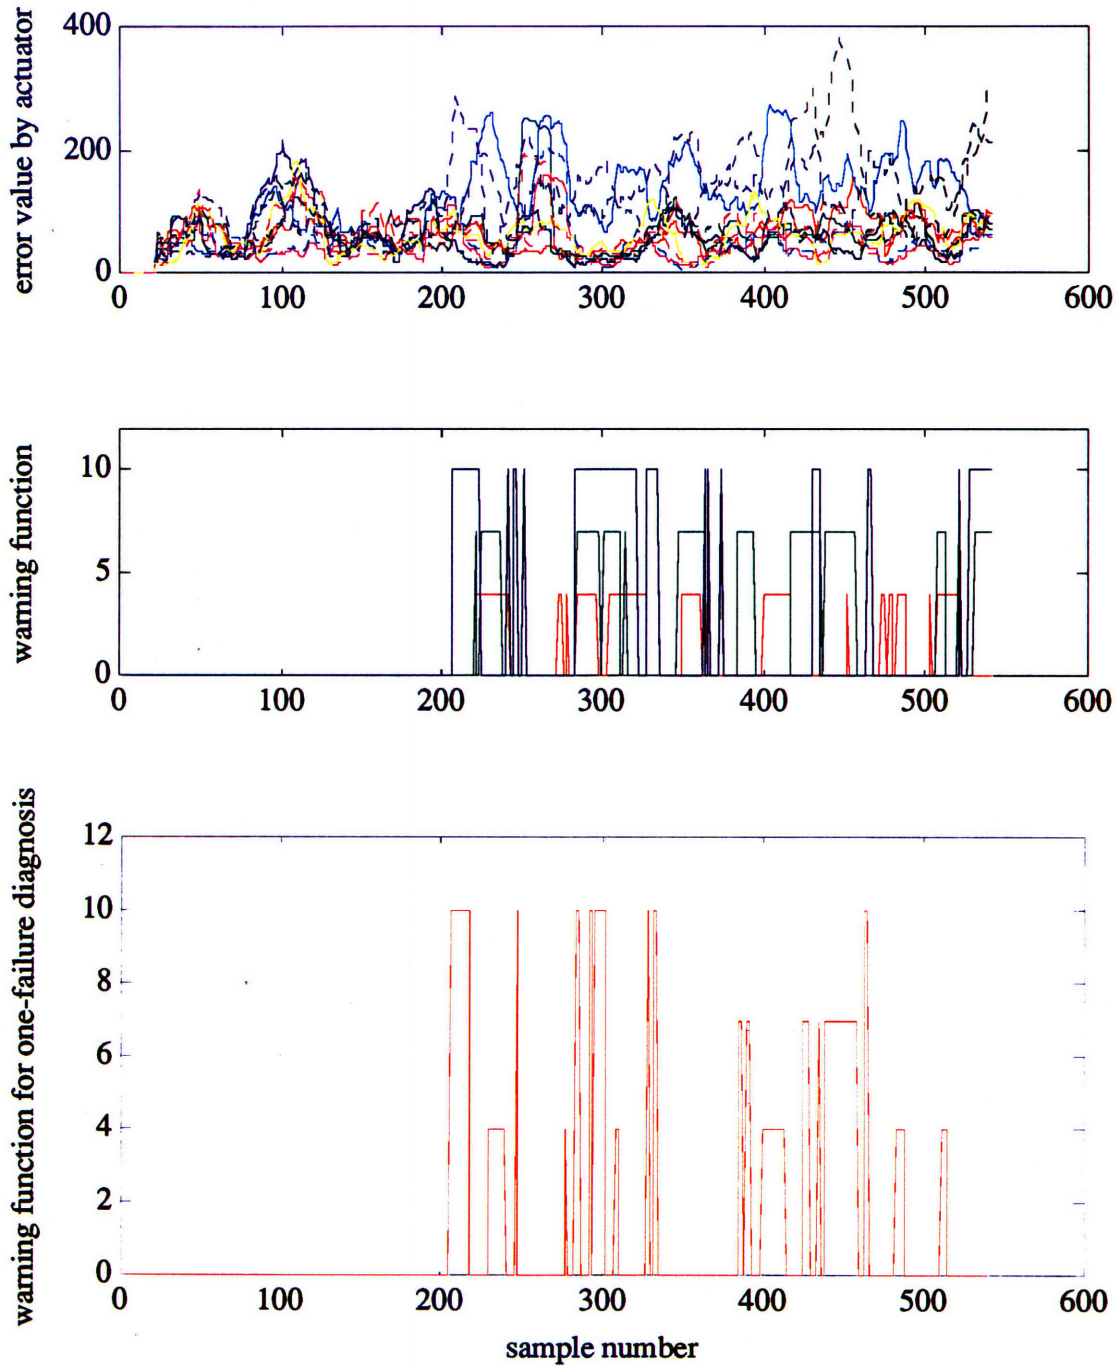 error value by actuator
400
200
0
0 100 200 300 400 500 600
warning function
10
5
0
0 100 200 300 400 500 600
warning function for one-failure diagnosis
12
10
8
6
4
2
0
0 100 200 300 400 500 600
sample number